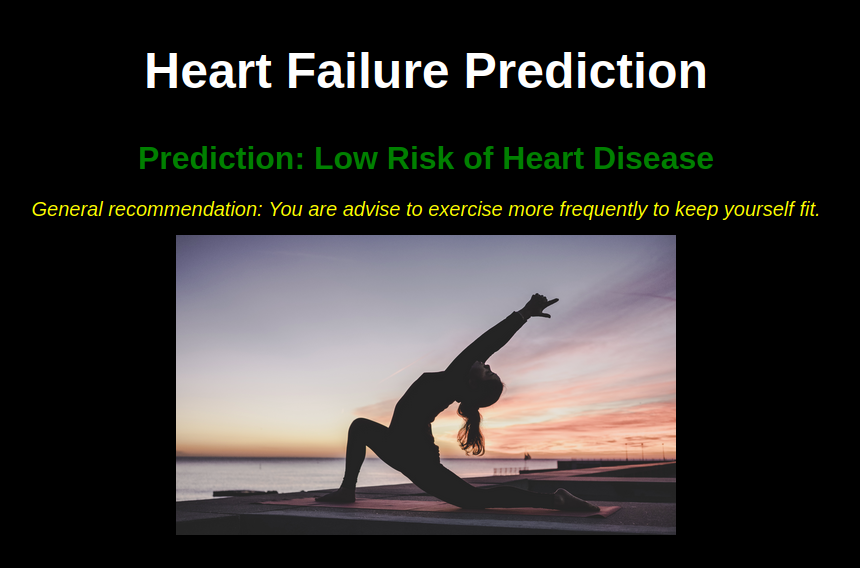 Heart Failure Prediction
Prediction: Low Risk of Heart Disease
General recommendation: You are advise to exercise more frequently to keep yourself fit.